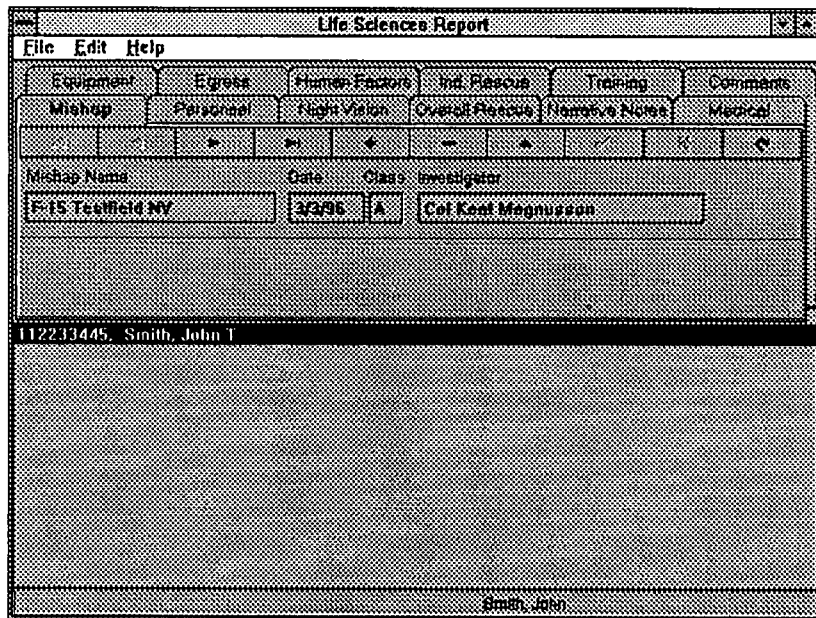 Life Sciences Report
File Edit Help
Equipment Egress Human Factors Ind. Rescue Training Comments
Mishap Personnel Night Vision Overall Rescue Narrative Notes Medical
Mishap Name Date Class Investigator
F-15 Testfield NV 3/3/96 A Col Kent Magnusson
112233445, Smith, John T
Smith, John